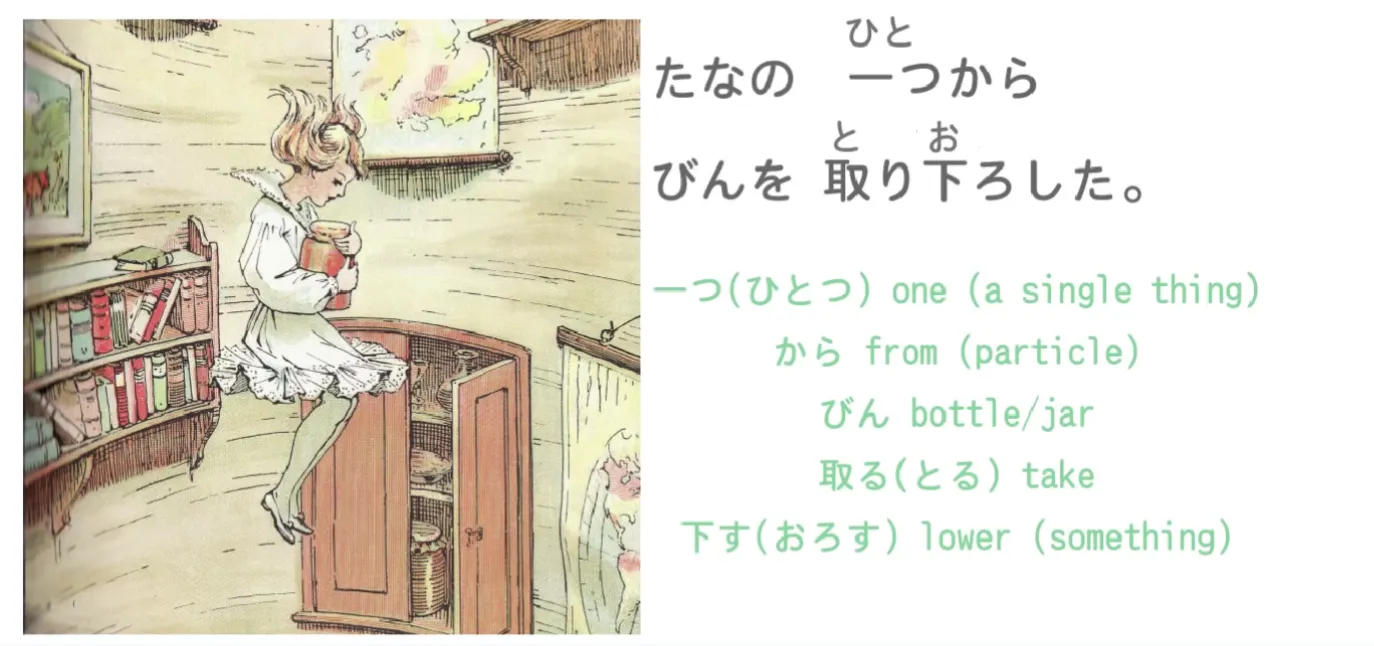 ひと
たなの 一つから
と お
びんを 取り下ろした。
一つ(ひとつ) one (a single thing)
から from (particle)
びん bottle/jar
取る(とる) take
下す(おろす) lower (something)